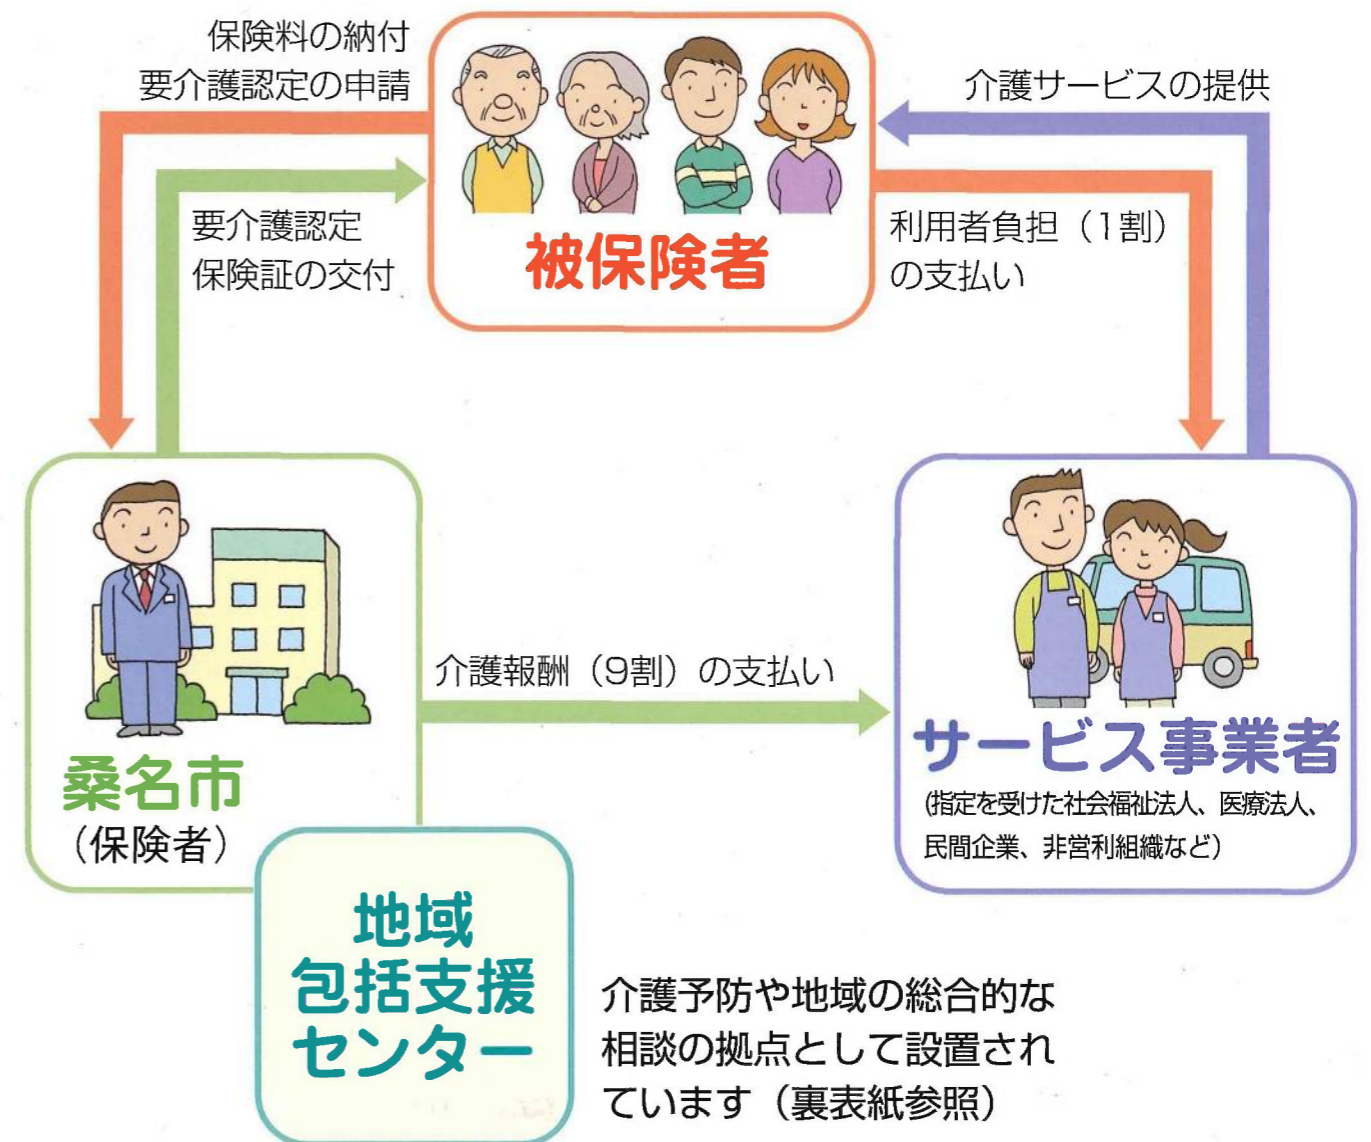 保険料の納付
要介護認定の申請
介護サービスの提供
要介護認定
保険証の交付
被保険者
利用者負担（1割）
の支払い
介護報酬（9割）の支払い
桑名市
（保険者）
サービス事業者
(指定を受けた社会福祉法人、医療法人、
民間企業、非営利組織など)
地域
包括支援
センター
介護予防や地域の総合的な
相談の拠点として設置され
ています（裏表紙参照）